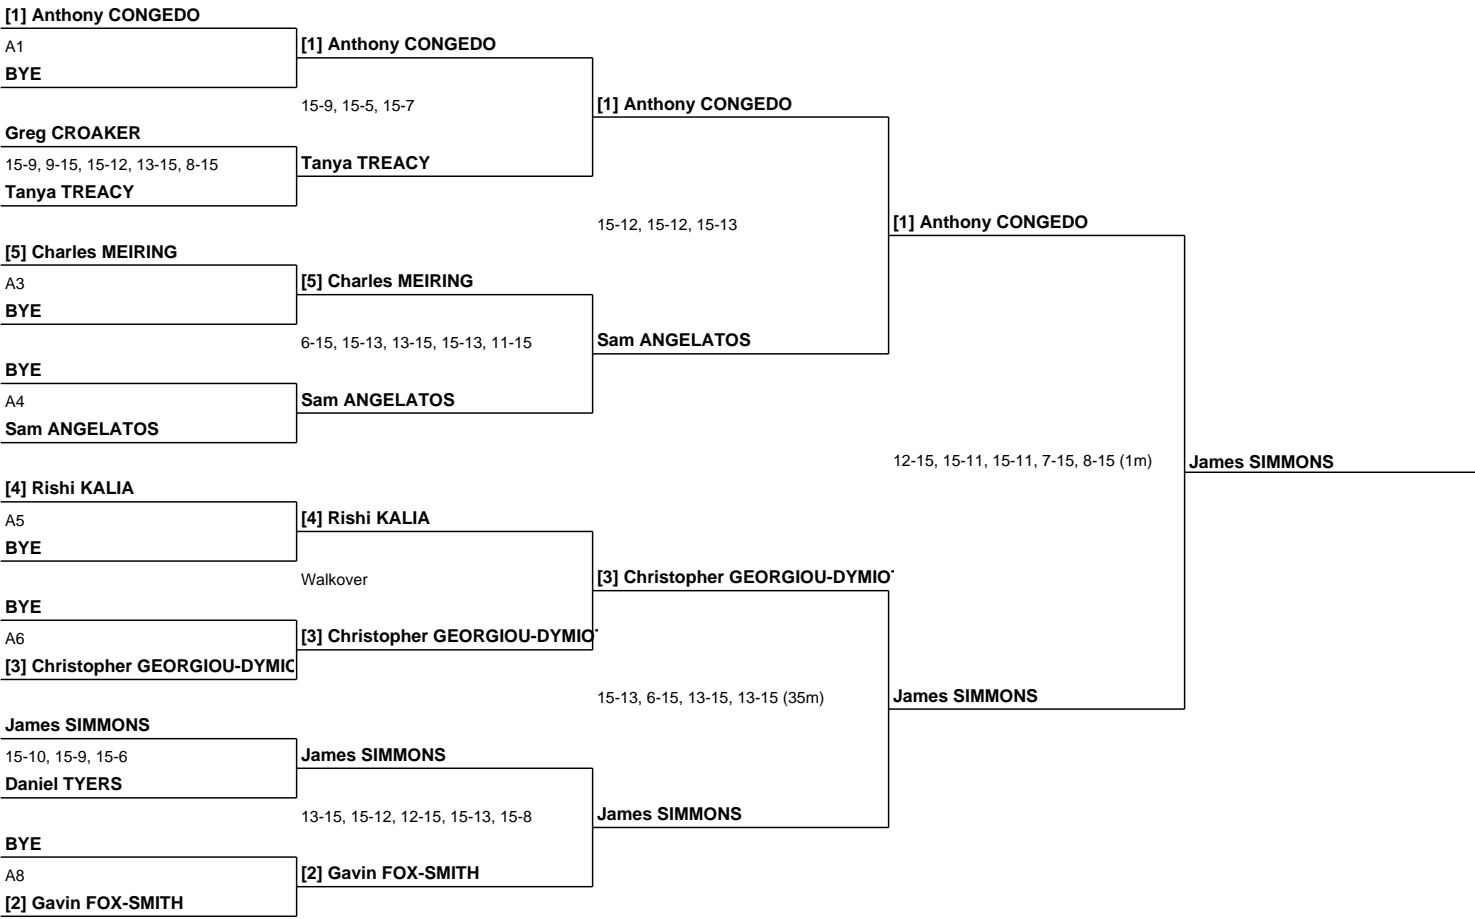 [1] Anthony CONGEDO
A1
BYE
Greg CROAKER
15-9, 9-15, 15-12, 13-15, 8-15
Tanya TREACY
[5] Charles MEIRING
A3
BYE
BYE
A4
Sam ANGELATOS
[4] Rishi KALIA
A5
BYE
BYE
A6
[3] Christopher GEORGIOU-DYMIO
James SIMMONS
15-10, 15-9, 15-6
Daniel TYERS
BYE
A8
[2] Gavin FOX-SMITH
[1] Anthony CONGEDO
15-9, 15-5, 15-7
Tanya TREACY
[5] Charles MEIRING
6-15, 15-13, 13-15, 15-13, 11-15
Sam ANGELATOS
[4] Rishi KALIA
Walkover
[3] Christopher GEORGIOU-DYMIOT
James SIMMONS
13-15, 15-12, 12-15, 15-13, 15-8
[2] Gavin FOX-SMITH
[1] Anthony CONGEDO
15-12, 15-12, 15-13
Sam ANGELATOS
[3] Christopher GEORGIOU-DYMIOT
15-13, 6-15, 13-15, 13-15 (35m)
James SIMMONS
[1] Anthony CONGEDO
12-15, 15-11, 15-11, 7-15, 8-15 (1m)
James SIMMONS
James SIMMONS